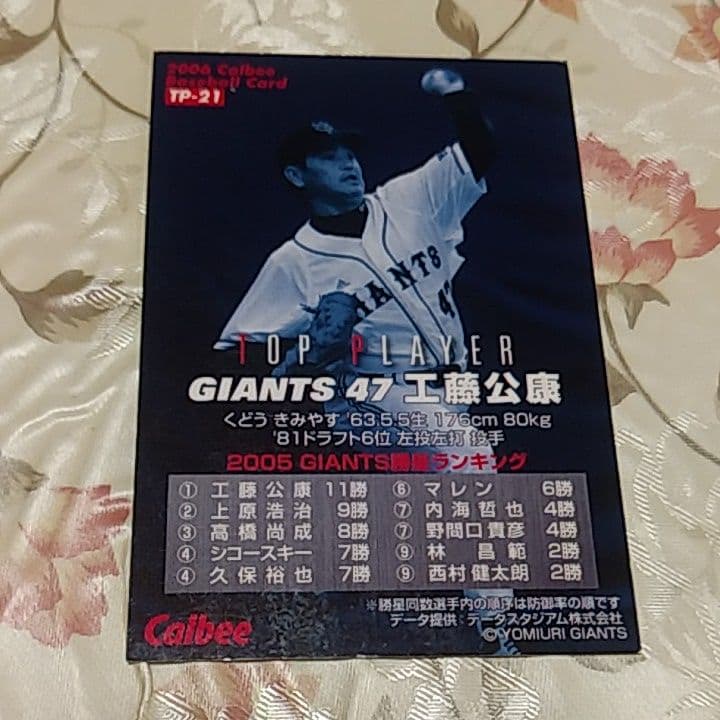 2006 Calbee
Baseball Card
TP-21
GIANTS
47
TOP PLAYER
GIANTS 47 工藤公康
くどう きみやす '63.5.5生 176cm 80kg
'81ドラフト6位 左投左打 投手
2005 GIANTS勝星ランキング
① 工藤公康 11勝 ⑥ マレン 6勝
② 上原浩治 9勝 ⑦ 内海哲也 4勝
③ 高橋尚成 8勝 ⑦ 野間口貴彦 4勝
④ シコースキー 7勝 ⑨ 林昌範 2勝
④ 久保裕也 7勝 ⑨ 西村健太朗 2勝
※勝星同数選手内の順序は防御率の順です
データ提供:データスタジアム株式会社
Calbee
© YOMIURI GIANTS